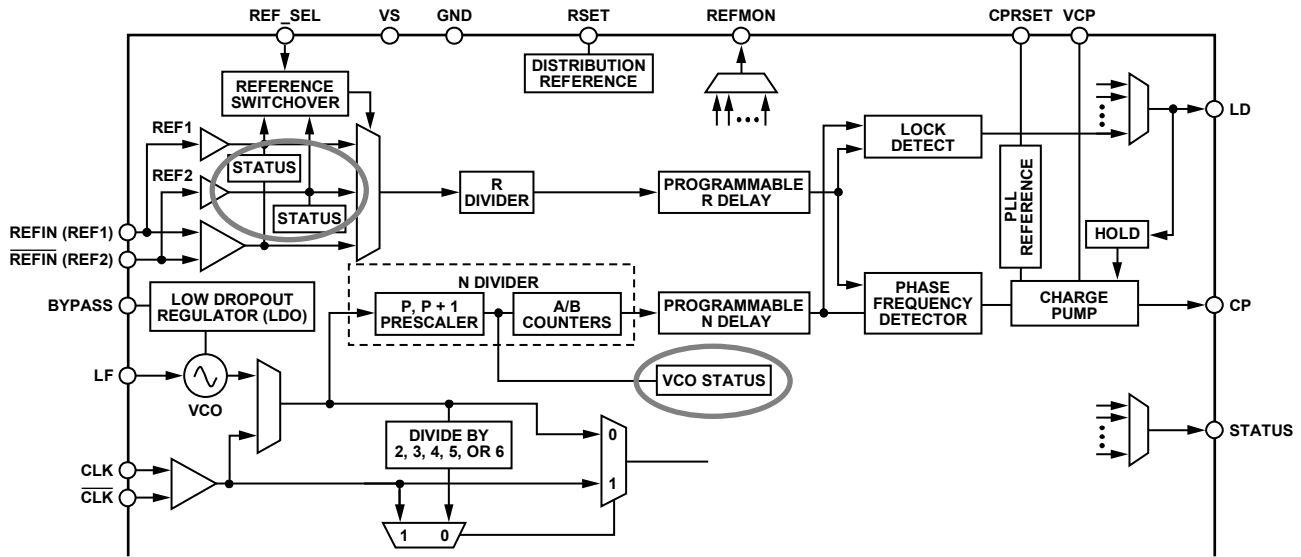 REF_SEL
VS
GND
RSET
REFMON
CPRSET
VCP
DISTRIBUTION
REFERENCE
REFERENCE
SWITCHOVER
REF1
STATUS
REF2
STATUS
REFIN (REF1)
REFIN (REF2)
BYPASS
LOW DROPOUT
REGULATOR (LDO)
LF
VCO
CLK
CLK
R
DIVIDER
PROGRAMMABLE
R DELAY
N DIVIDER
P, P + 1
PRESCALER
A/B
COUNTERS
PROGRAMMABLE
N DELAY
VCO STATUS
DIVIDE BY
2, 3, 4, 5, OR 6
0
1
1 0
LOCK
DETECT
PLL
REFERENCE
HOLD
PHASE
FREQUENCY
DETECTOR
CHARGE
PUMP
LD
CP
STATUS